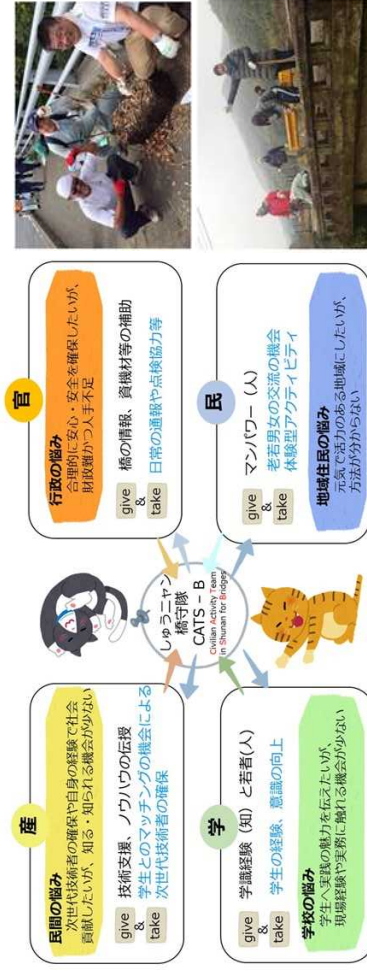 産
民間の悩み
次世代技術者の確保や自身の経験で社会
貢献したいが、知る・知られる機会が少ない
give
&
take
技術支援、ノウハウの伝授
学生とのマッチングの機会による
次世代技術者の確保
官
行政の悩み
合理的に安心・安全を確保したいが、
財政難かつ人手不足
give
&
take
橋の情報、資機材等の補助
日常の通報や点検協力等
しゅうニャン
橋守隊
CATS－B
Civilian Activity Team
in Shunan for Bridges
学
give
&
take
学識経験（知）と若者(人)
学生の経験、意識の向上
学校の悩み
学生へ実践の魅力を伝えたいが、
現場経験や実務に触れる機会が少ない
民
give
&
take
マンパワー（人）
老若男女の交流の機会
体験型アクティビティ
地域住民の悩み
元気で活力のある地域にしたいが、
方法が分からない